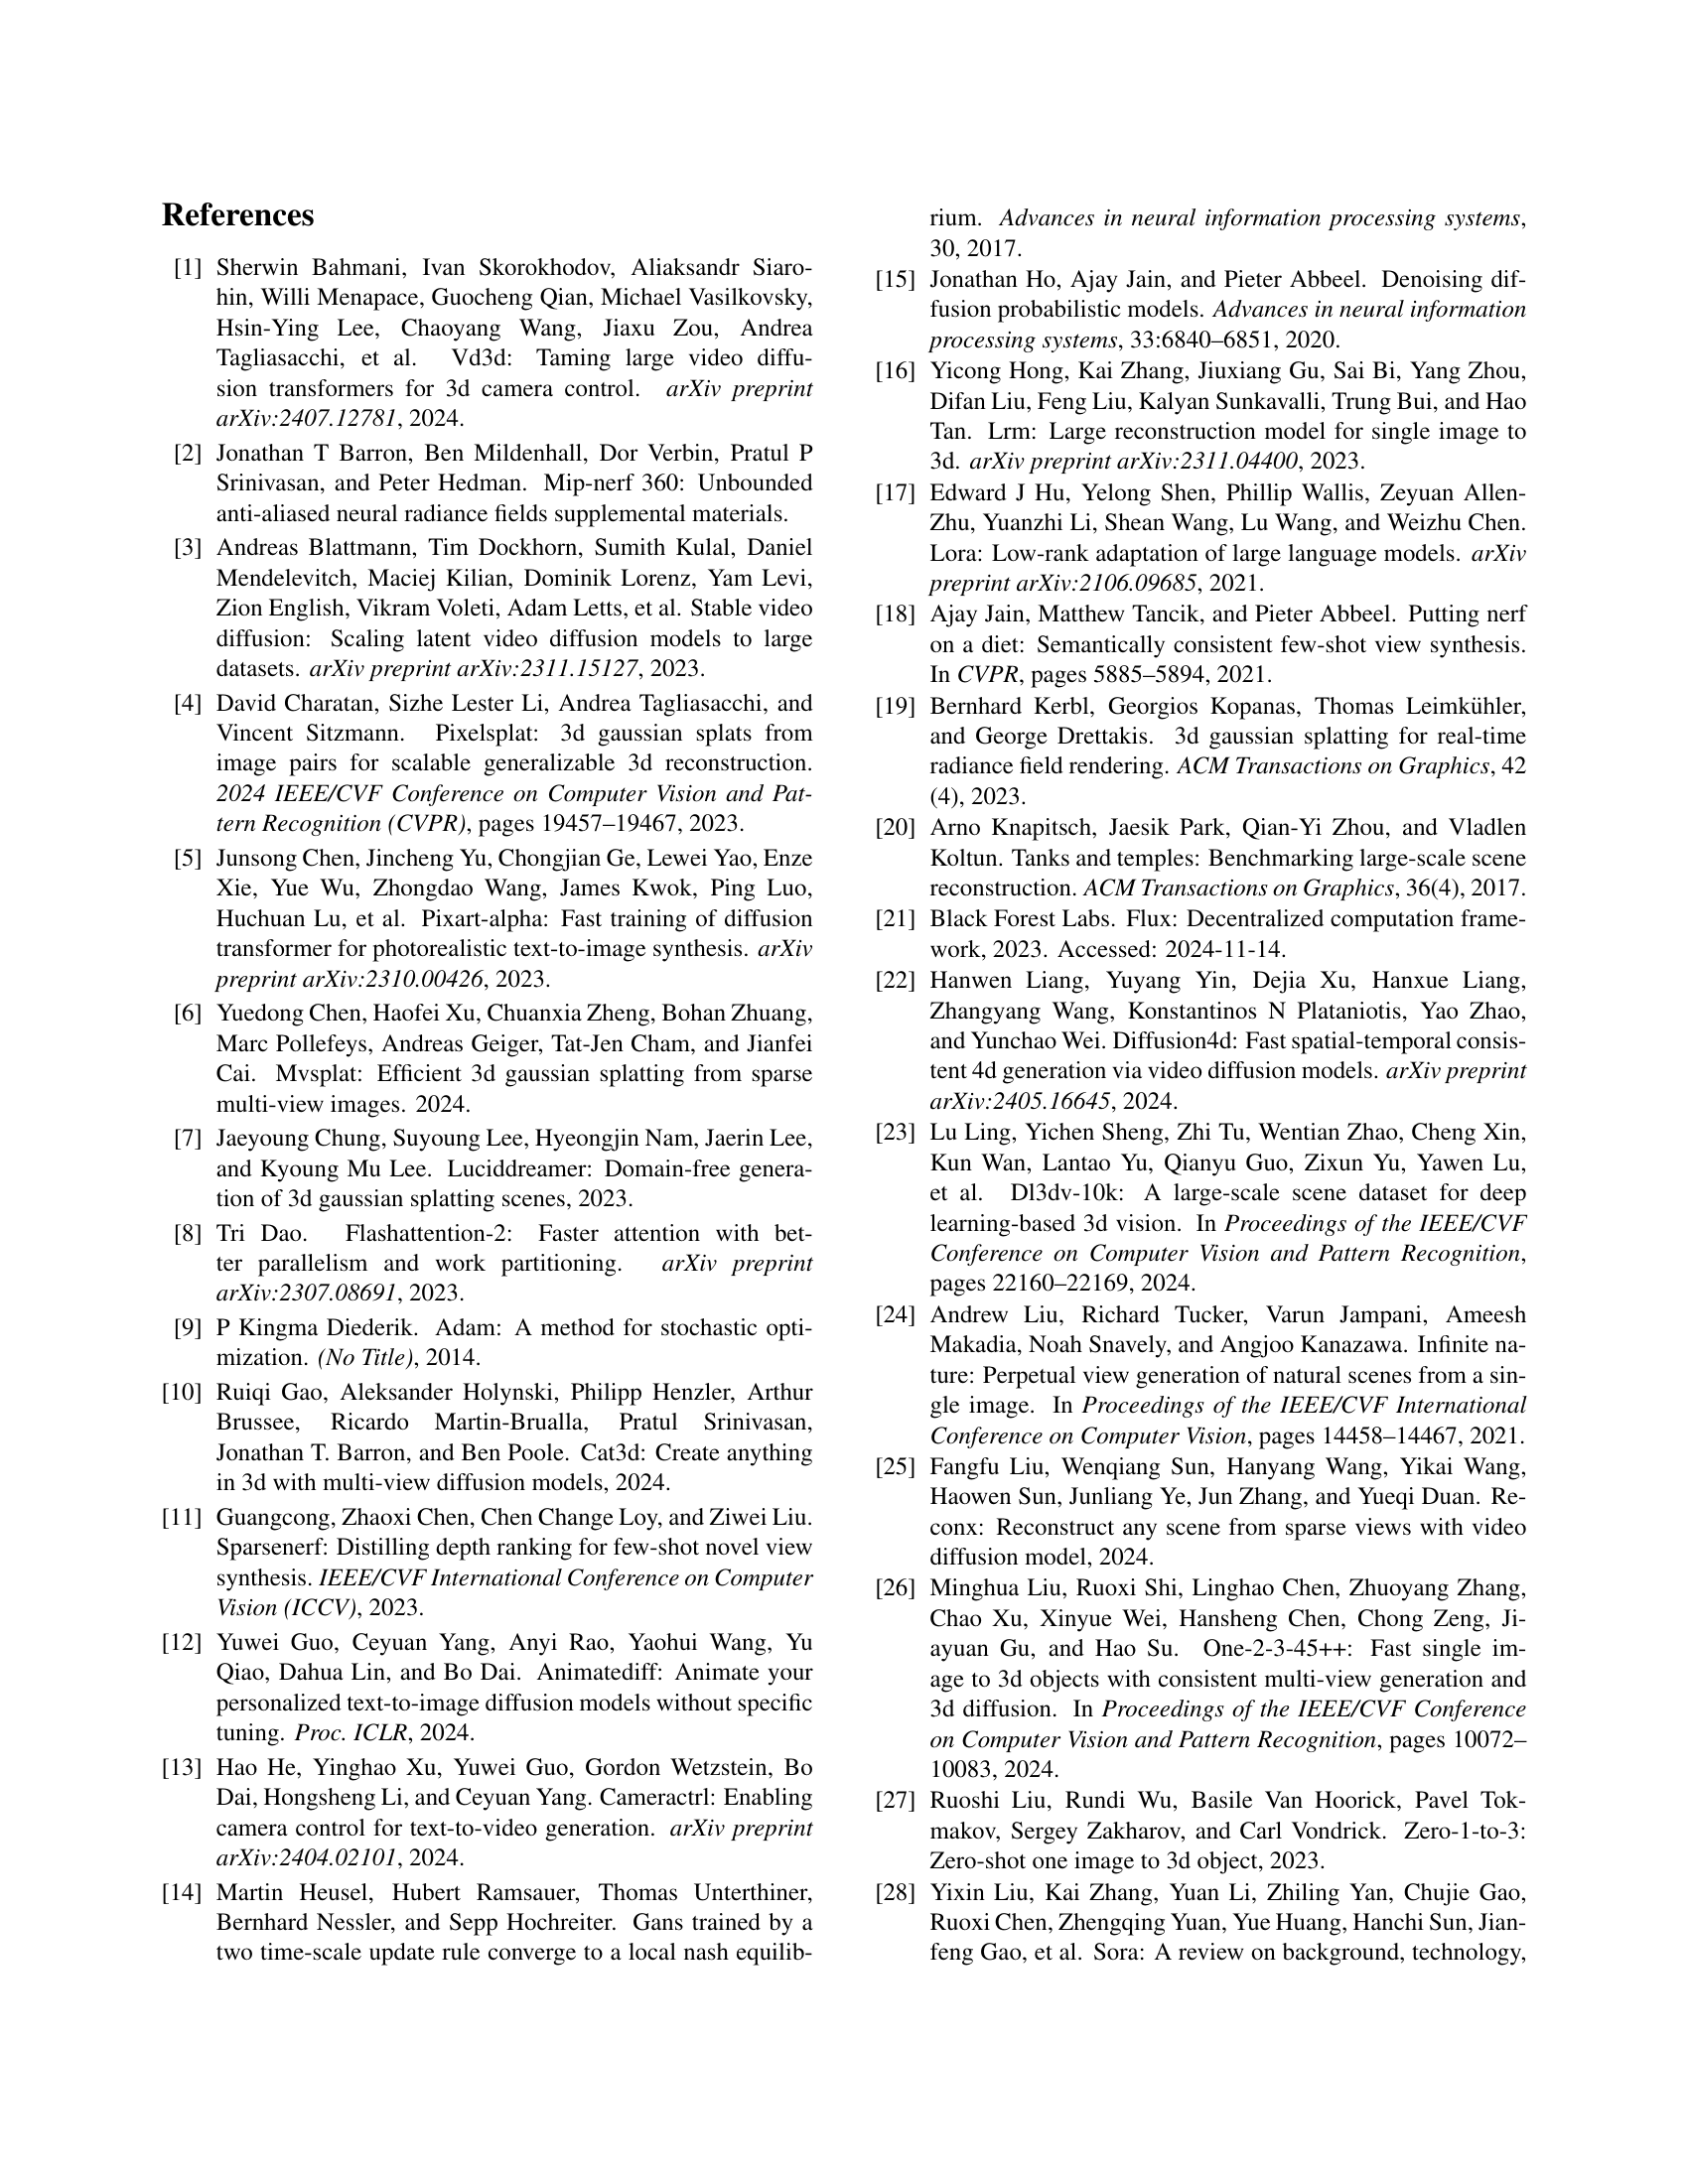 References
[1] Sherwin Bahmani, Ivan Skorokhodov, Aliaksandr Siaro-
hin, Willi Menapace, Guocheng Qian, Michael Vasilkovsky,
Hsin-Ying Lee, Chaoyang Wang, Jiaxu Zou, Andrea
Tagliasacchi, et al. Vd3d: Taming large video diffu-
sion transformers for 3d camera control. arXiv preprint
arXiv:2407.12781, 2024.
[2] Jonathan T Barron, Ben Mildenhall, Dor Verbin, Pratul P
Srinivasan, and Peter Hedman. Mip-nerf 360: Unbounded
anti-aliased neural radiance fields supplemental materials.
[3] Andreas Blattmann, Tim Dockhorn, Sumith Kulal, Daniel
Mendelevitch, Maciej Kilian, Dominik Lorenz, Yam Levi,
Zion English, Vikram Voleti, Adam Letts, et al. Stable video
diffusion: Scaling latent video diffusion models to large
datasets. arXiv preprint arXiv:2311.15127, 2023.
[4] David Charatan, Sizhe Lester Li, Andrea Tagliasacchi, and
Vincent Sitzmann. Pixelsplat: 3d gaussian splats from
image pairs for scalable generalizable 3d reconstruction.
2024 IEEE/CVF Conference on Computer Vision and Pat-
tern Recognition (CVPR), pages 19457–19467, 2023.
[5] Junsong Chen, Jincheng Yu, Chongjian Ge, Lewei Yao, Enze
Xie, Yue Wu, Zhongdao Wang, James Kwok, Ping Luo,
Huchuan Lu, et al. Pixart-alpha: Fast training of diffusion
transformer for photorealistic text-to-image synthesis. arXiv
preprint arXiv:2310.00426, 2023.
[6] Yuedong Chen, Haofei Xu, Chuanxia Zheng, Bohan Zhuang,
Marc Pollefeys, Andreas Geiger, Tat-Jen Cham, and Jianfei
Cai. Mvsplat: Efficient 3d gaussian splatting from sparse
multi-view images. 2024.
[7] Jaeyoung Chung, Suyoung Lee, Hyeongjin Nam, Jaerin Lee,
and Kyoung Mu Lee. Luciddreamer: Domain-free genera-
tion of 3d gaussian splatting scenes, 2023.
[8] Tri Dao. Flashattention-2: Faster attention with bet-
ter parallelism and work partitioning. arXiv preprint
arXiv:2307.08691, 2023.
[9] P Kingma Diederik. Adam: A method for stochastic opti-
mization. (No Title), 2014.
[10] Ruiqi Gao, Aleksander Holynski, Philipp Henzler, Arthur
Brussee, Ricardo Martin-Brualla, Pratul Srinivasan,
Jonathan T. Barron, and Ben Poole. Cat3d: Create anything
in 3d with multi-view diffusion models, 2024.
[11] Guangcong, Zhaoxi Chen, Chen Change Loy, and Ziwei Liu.
Sparsenerf: Distilling depth ranking for few-shot novel view
synthesis. IEEE/CVF International Conference on Computer
Vision (ICCV), 2023.
[12] Yuwei Guo, Ceyuan Yang, Anyi Rao, Yaohui Wang, Yu
Qiao, Dahua Lin, and Bo Dai. Animatediff: Animate your
personalized text-to-image diffusion models without specific
tuning. Proc. ICLR, 2024.
[13] Hao He, Yinghao Xu, Yuwei Guo, Gordon Wetzstein, Bo
Dai, Hongsheng Li, and Ceyuan Yang. Cameractrl: Enabling
camera control for text-to-video generation. arXiv preprint
arXiv:2404.02101, 2024.
[14] Martin Heusel, Hubert Ramsauer, Thomas Unterthiner,
Bernhard Nessler, and Sepp Hochreiter. Gans trained by a
two time-scale update rule converge to a local nash equilib-
rium. Advances in neural information processing systems,
30, 2017.
[15] Jonathan Ho, Ajay Jain, and Pieter Abbeel. Denoising dif-
fusion probabilistic models. Advances in neural information
processing systems, 33:6840–6851, 2020.
[16] Yicong Hong, Kai Zhang, Jiuxiang Gu, Sai Bi, Yang Zhou,
Difan Liu, Feng Liu, Kalyan Sunkavalli, Trung Bui, and Hao
Tan. Lrm: Large reconstruction model for single image to
3d. arXiv preprint arXiv:2311.04400, 2023.
[17] Edward J Hu, Yelong Shen, Phillip Wallis, Zeyuan Allen-
Zhu, Yuanzhi Li, Shean Wang, Lu Wang, and Weizhu Chen.
Lora: Low-rank adaptation of large language models. arXiv
preprint arXiv:2106.09685, 2021.
[18] Ajay Jain, Matthew Tancik, and Pieter Abbeel. Putting nerf
on a diet: Semantically consistent few-shot view synthesis.
In CVPR, pages 5885–5894, 2021.
[19] Bernhard Kerbl, Georgios Kopanas, Thomas Leimkühler,
and George Drettakis. 3d gaussian splatting for real-time
radiance field rendering. ACM Transactions on Graphics, 42
(4), 2023.
[20] Arno Knapitsch, Jaesik Park, Qian-Yi Zhou, and Vladlen
Koltun. Tanks and temples: Benchmarking large-scale scene
reconstruction. ACM Transactions on Graphics, 36(4), 2017.
[21] Black Forest Labs. Flux: Decentralized computation frame-
work, 2023. Accessed: 2024-11-14.
[22] Hanwen Liang, Yuyang Yin, Dejia Xu, Hanxue Liang,
Zhangyang Wang, Konstantinos N Plataniotis, Yao Zhao,
and Yunchao Wei. Diffusion4d: Fast spatial-temporal consis-
tent 4d generation via video diffusion models. arXiv preprint
arXiv:2405.16645, 2024.
[23] Lu Ling, Yichen Sheng, Zhi Tu, Wentian Zhao, Cheng Xin,
Kun Wan, Lantao Yu, Qianyu Guo, Zixun Yu, Yawen Lu,
et al. Dl3dv-10k: A large-scale scene dataset for deep
learning-based 3d vision. In Proceedings of the IEEE/CVF
Conference on Computer Vision and Pattern Recognition,
pages 22160–22169, 2024.
[24] Andrew Liu, Richard Tucker, Varun Jampani, Ameesh
Makadia, Noah Snavely, and Angjoo Kanazawa. Infinite na-
ture: Perpetual view generation of natural scenes from a sin-
gle image. In Proceedings of the IEEE/CVF International
Conference on Computer Vision, pages 14458–14467, 2021.
[25] Fangfu Liu, Wenqiang Sun, Hanyang Wang, Yikai Wang,
Haowen Sun, Junliang Ye, Jun Zhang, and Yueqi Duan. Re-
conx: Reconstruct any scene from sparse views with video
diffusion model, 2024.
[26] Minghua Liu, Ruoxi Shi, Linghao Chen, Zhuoyang Zhang,
Chao Xu, Xinyue Wei, Hansheng Chen, Chong Zeng, Ji-
ayuan Gu, and Hao Su. One-2-3-45++: Fast single im-
age to 3d objects with consistent multi-view generation and
3d diffusion. In Proceedings of the IEEE/CVF Conference
on Computer Vision and Pattern Recognition, pages 10072–
10083, 2024.
[27] Ruoshi Liu, Rundi Wu, Basile Van Hoorick, Pavel Tok-
makov, Sergey Zakharov, and Carl Vondrick. Zero-1-to-3:
Zero-shot one image to 3d object, 2023.
[28] Yixin Liu, Kai Zhang, Yuan Li, Zhiling Yan, Chujie Gao,
Ruoxi Chen, Zhengqing Yuan, Yue Huang, Hanchi Sun, Jian-
feng Gao, et al. Sora: A review on background, technology,